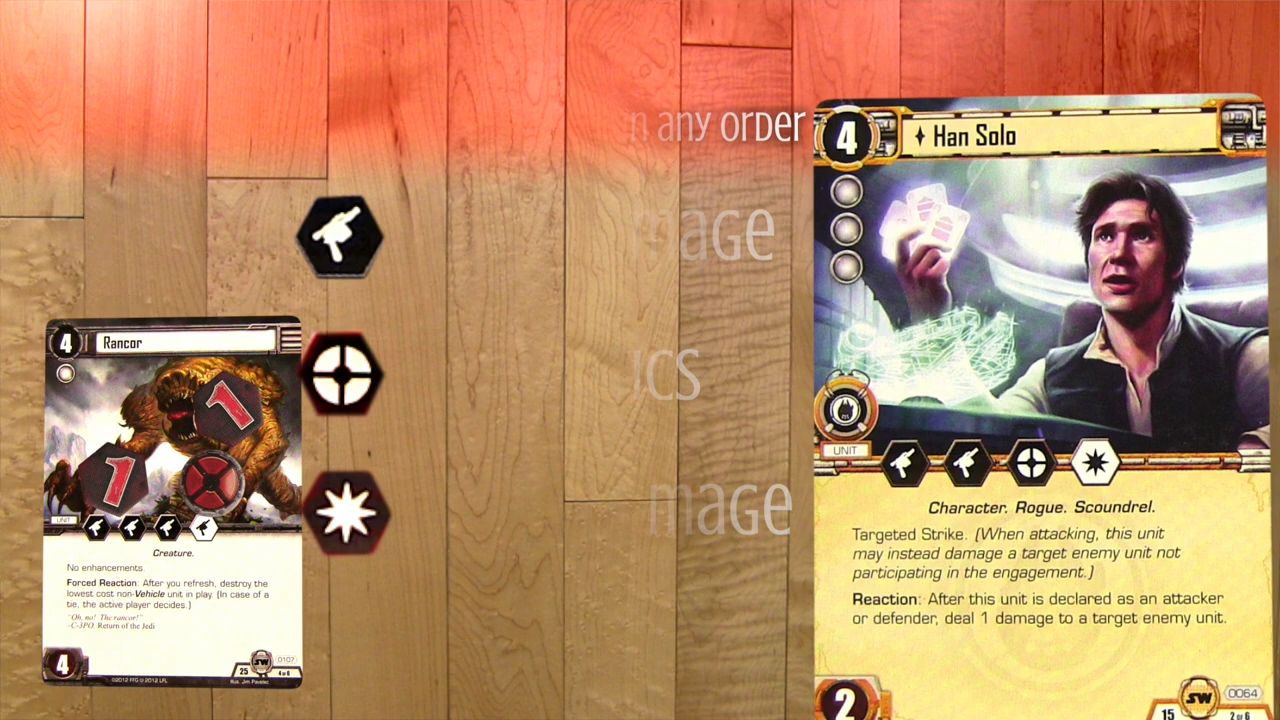 any order
4
Han Solo
4
Rancor
1
1
UNIT
Creature.
No enhancements.
Forced Reaction: After you refresh, destroy the
lowest cost non-Vehicle unit in play. (In case of a
tie, the active player decides.)
"Oh, no! The rancor!"
–C-3PO, Return of the Jedi
4
25
SW
0107
4 of 6
©2012 FFG ©2012 LFL
Illus. Jim Pavelec
UNIT
Character. Rogue. Scoundrel.
Targeted Strike. (When attacking, this unit
may instead damage a target enemy unit not
participating in the engagement.)
Reaction: After this unit is declared as an attacker
or defender, deal 1 damage to a target enemy unit.
2
15
SW
0064
2 of 6